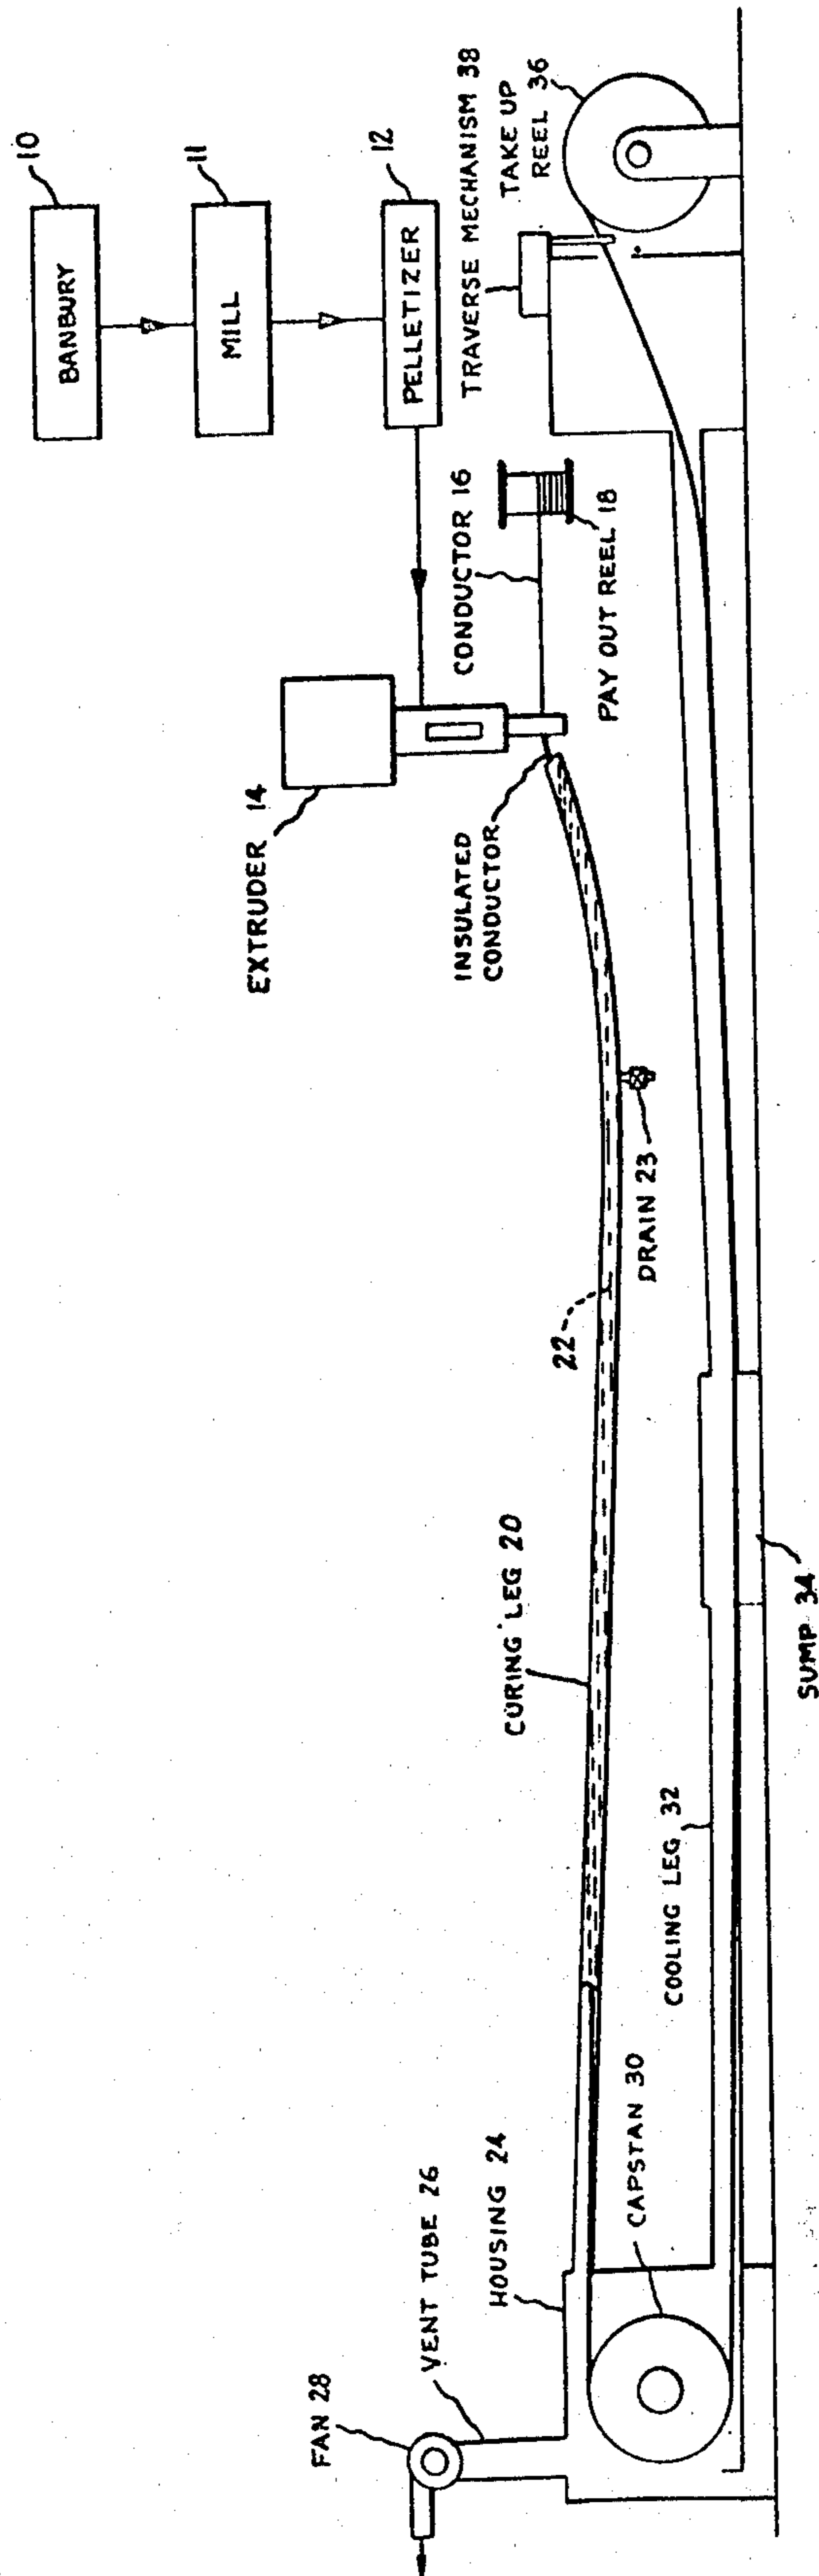 10
BANBURY
11
MILL
12
PELLETIZER
EXTRUDER 14
CONDUCTOR 16
PAY OUT REEL 18
TRAVERSE MECHANISM 38
TAKE UP
REEL 36
INSULATED
CONDUCTOR
DRAIN 23
22
CURING LEG 20
COOLING LEG 32
SUMP 34
FAN 28
VENT TUBE 26
HOUSING 24
CAPSTAN 30